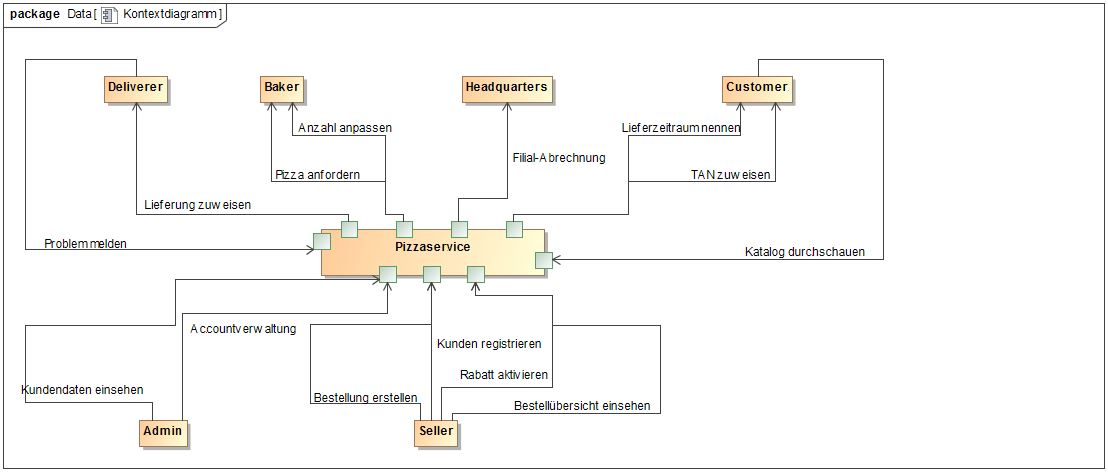 package Data[ Kontextdiagramm]
Deliverer
Baker
Headquarters
Customer
Anzahl anpassen
Lieferzeitraum nennen
Filial-Abrechnung
Pizza anfordern
TAN zuweisen
Lieferung zuweisen
Problem melden
Pizzaservice
Katalog durchschauen
Accountverwaltung
Kunden registrieren
Rabatt aktivieren
Kundendaten einsehen
Bestellung erstellen
Bestellübersicht einsehen
Admin
Seller